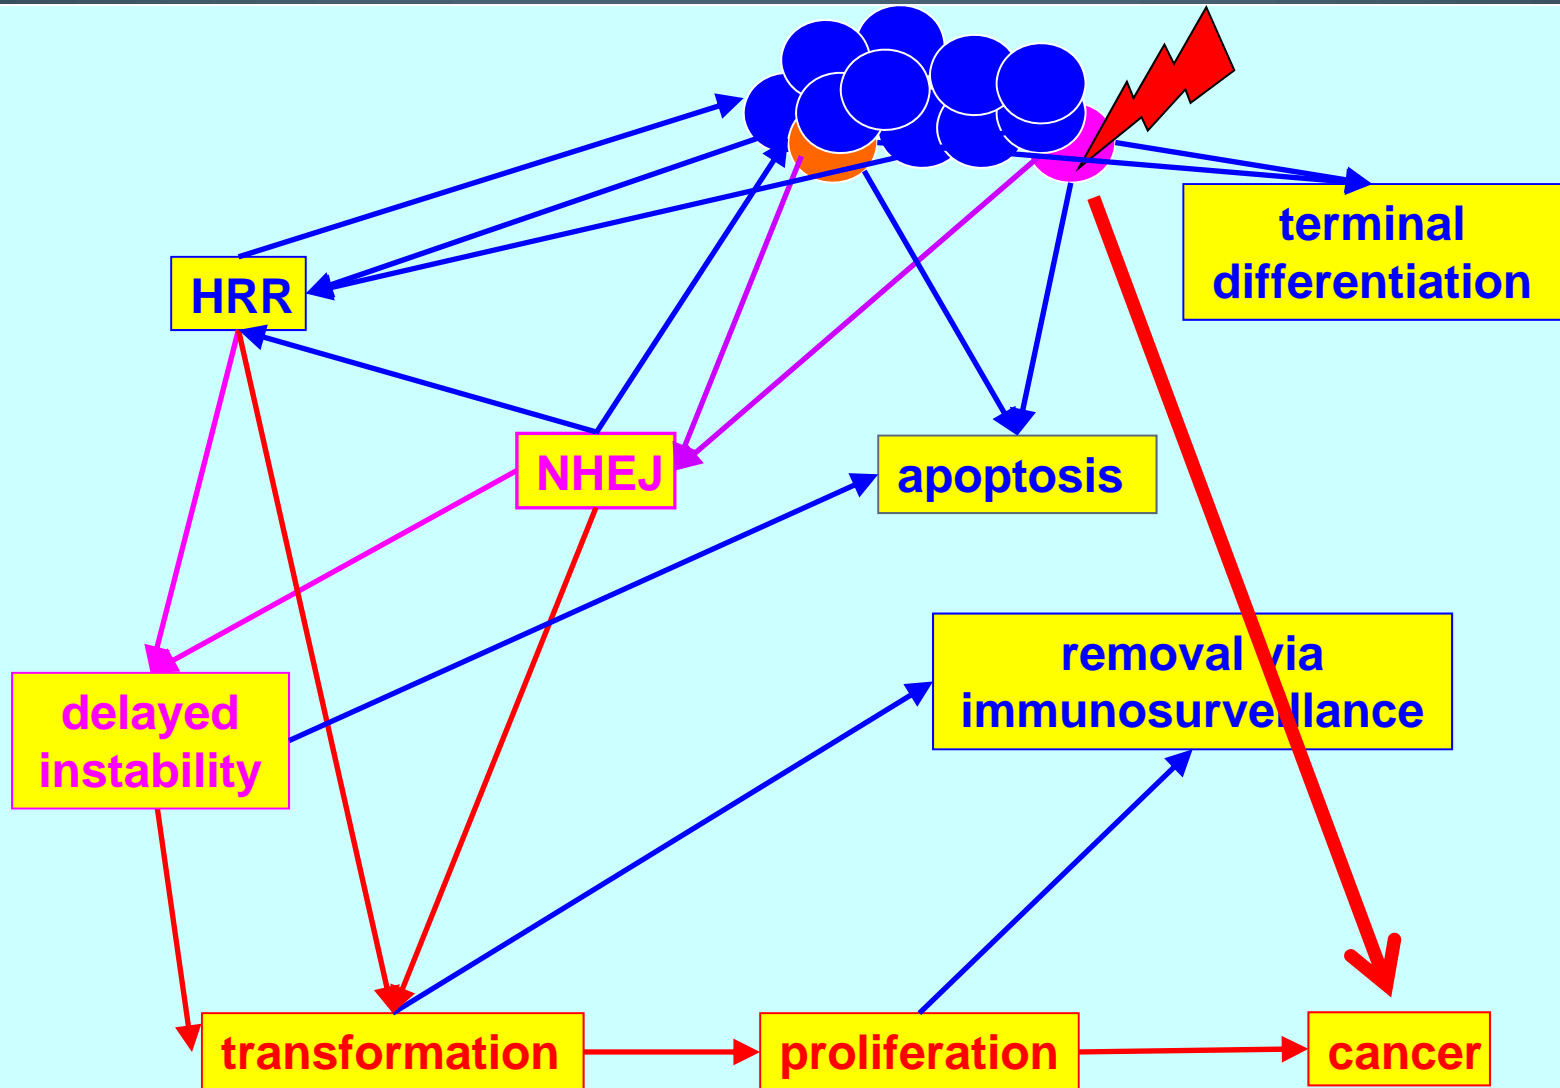 terminal
differentiation
HRR
NHEJ
apoptosis
removal via
immunosurveillance
delayed
instability
transformation
proliferation
cancer